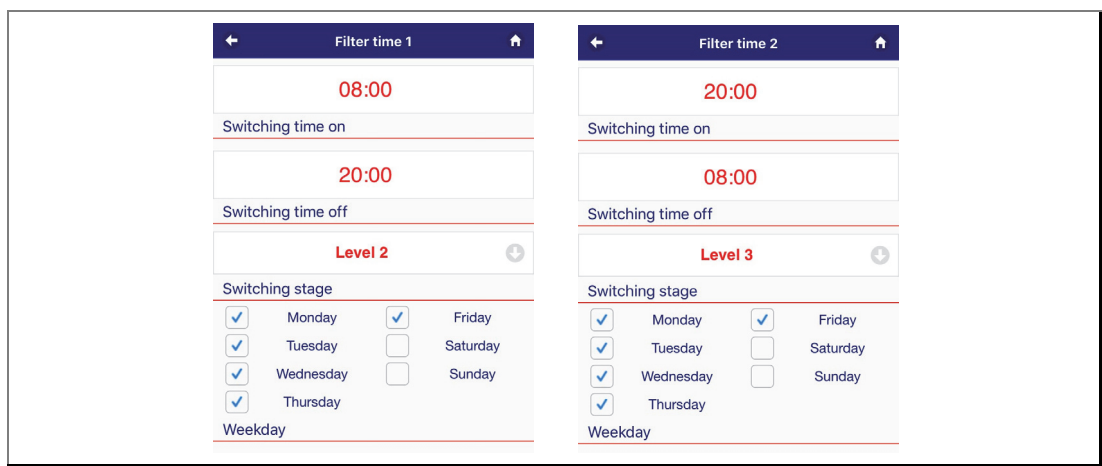 Filter time 1
08:00
Switching time on
20:00
Switching time off
Level 2
Switching stage
Monday Friday
Tuesday Saturday
Wednesday Sunday
Thursday
Weekday
Filter time 2
20:00
Switching time on
08:00
Switching time off
Level 3
Switching stage
Monday Friday
Tuesday Saturday
Wednesday Sunday
Thursday
Weekday